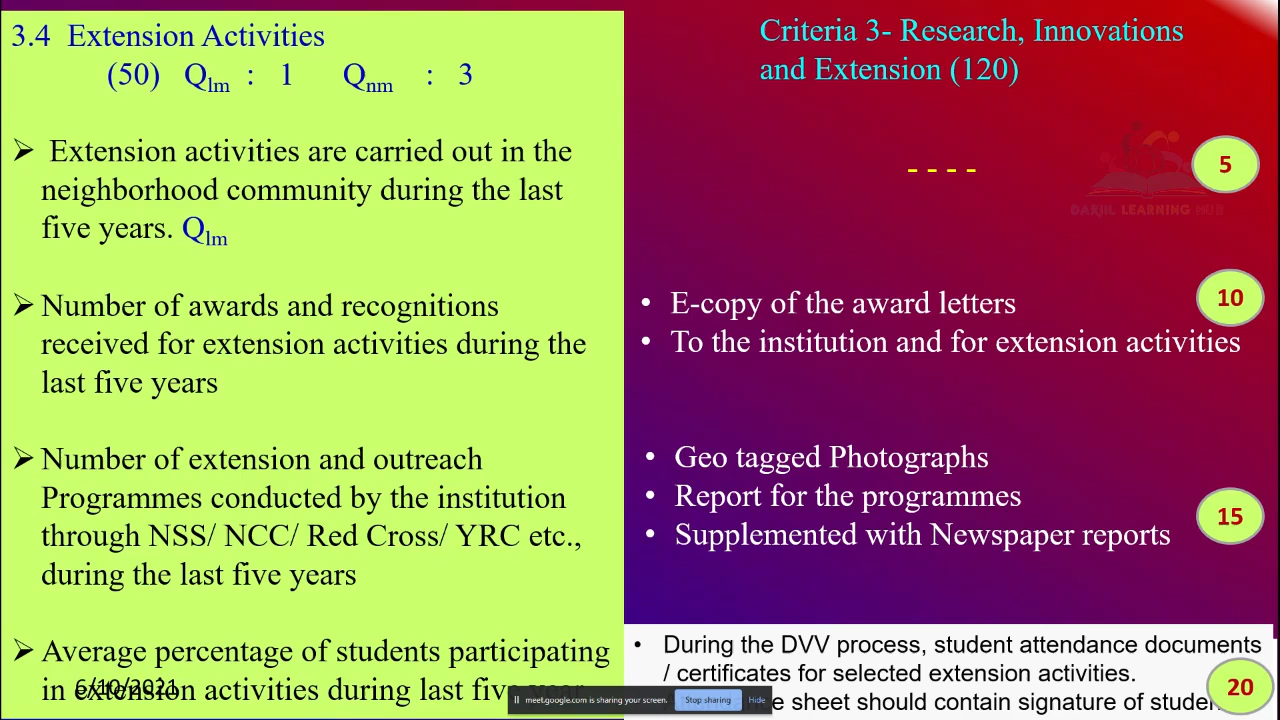 3.4 Extension Activities
(50) Qlm : 1 Qnm : 3
➢ Extension activities are carried out in the
neighborhood community during the last
five years. Qlm
➢ Number of awards and recognitions
received for extension activities during the
last five years
➢ Number of extension and outreach
Programmes conducted by the institution
through NSS/ NCC/ Red Cross/ YRC etc.,
during the last five years
➢ Average percentage of students participating
in extension activities during last five year
6/10/2021
Criteria 3- Research, Innovations
and Extension (120)
- - - -
5
DARJIL LEARNING HUB
• E-copy of the award letters
10
• To the institution and for extension activities
• Geo tagged Photographs
• Report for the programmes
• Supplemented with Newspaper reports
15
• During the DVV process, student attendance documents
/ certificates for selected extension activities.
sheet should contain signature of
20
meet.google.com is sharing your screen. Stop sharing Hide